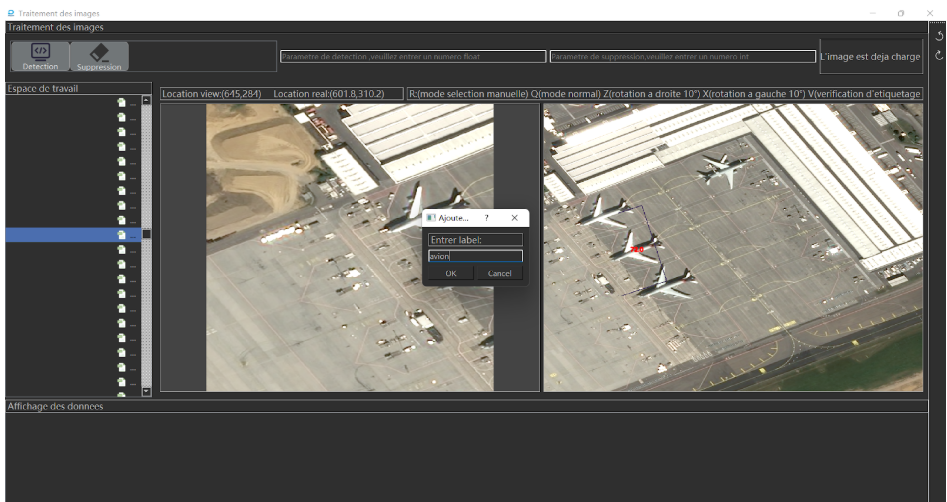 Traitement des images
Traitement des images
Detection
Suppression
Parametre de detection ,veuillez entrer un numero float
Parametre de suppression,veuillez entrer un numero int
L'image est deja charge
Espace de travail
Location view:(645,284) Location real:(601.8,310.2)
R:(mode selection manuelle) Q(mode normal) Z(rotation a droite 10°) X(rotation a gauche 10°) V(verification d'etiquetage
Ajoute...
?
Entrer label:
avion
OK
Cancel
Affichage des donnees